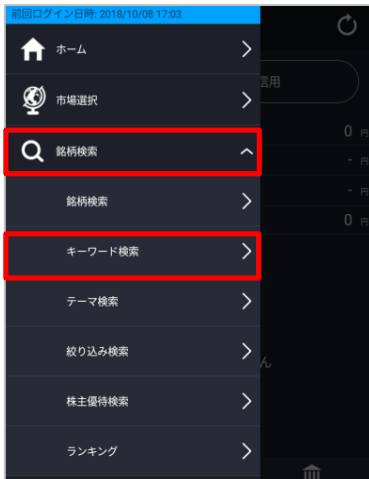 前回ログイン日時: 2018/10/08 17:03
ホーム
市場選択
信用
銘柄検索
0 円
- 円
銘柄検索
- 円
0 円
キーワード検索
テーマ検索
絞り込み検索
ん
株主優待検索
ランキング